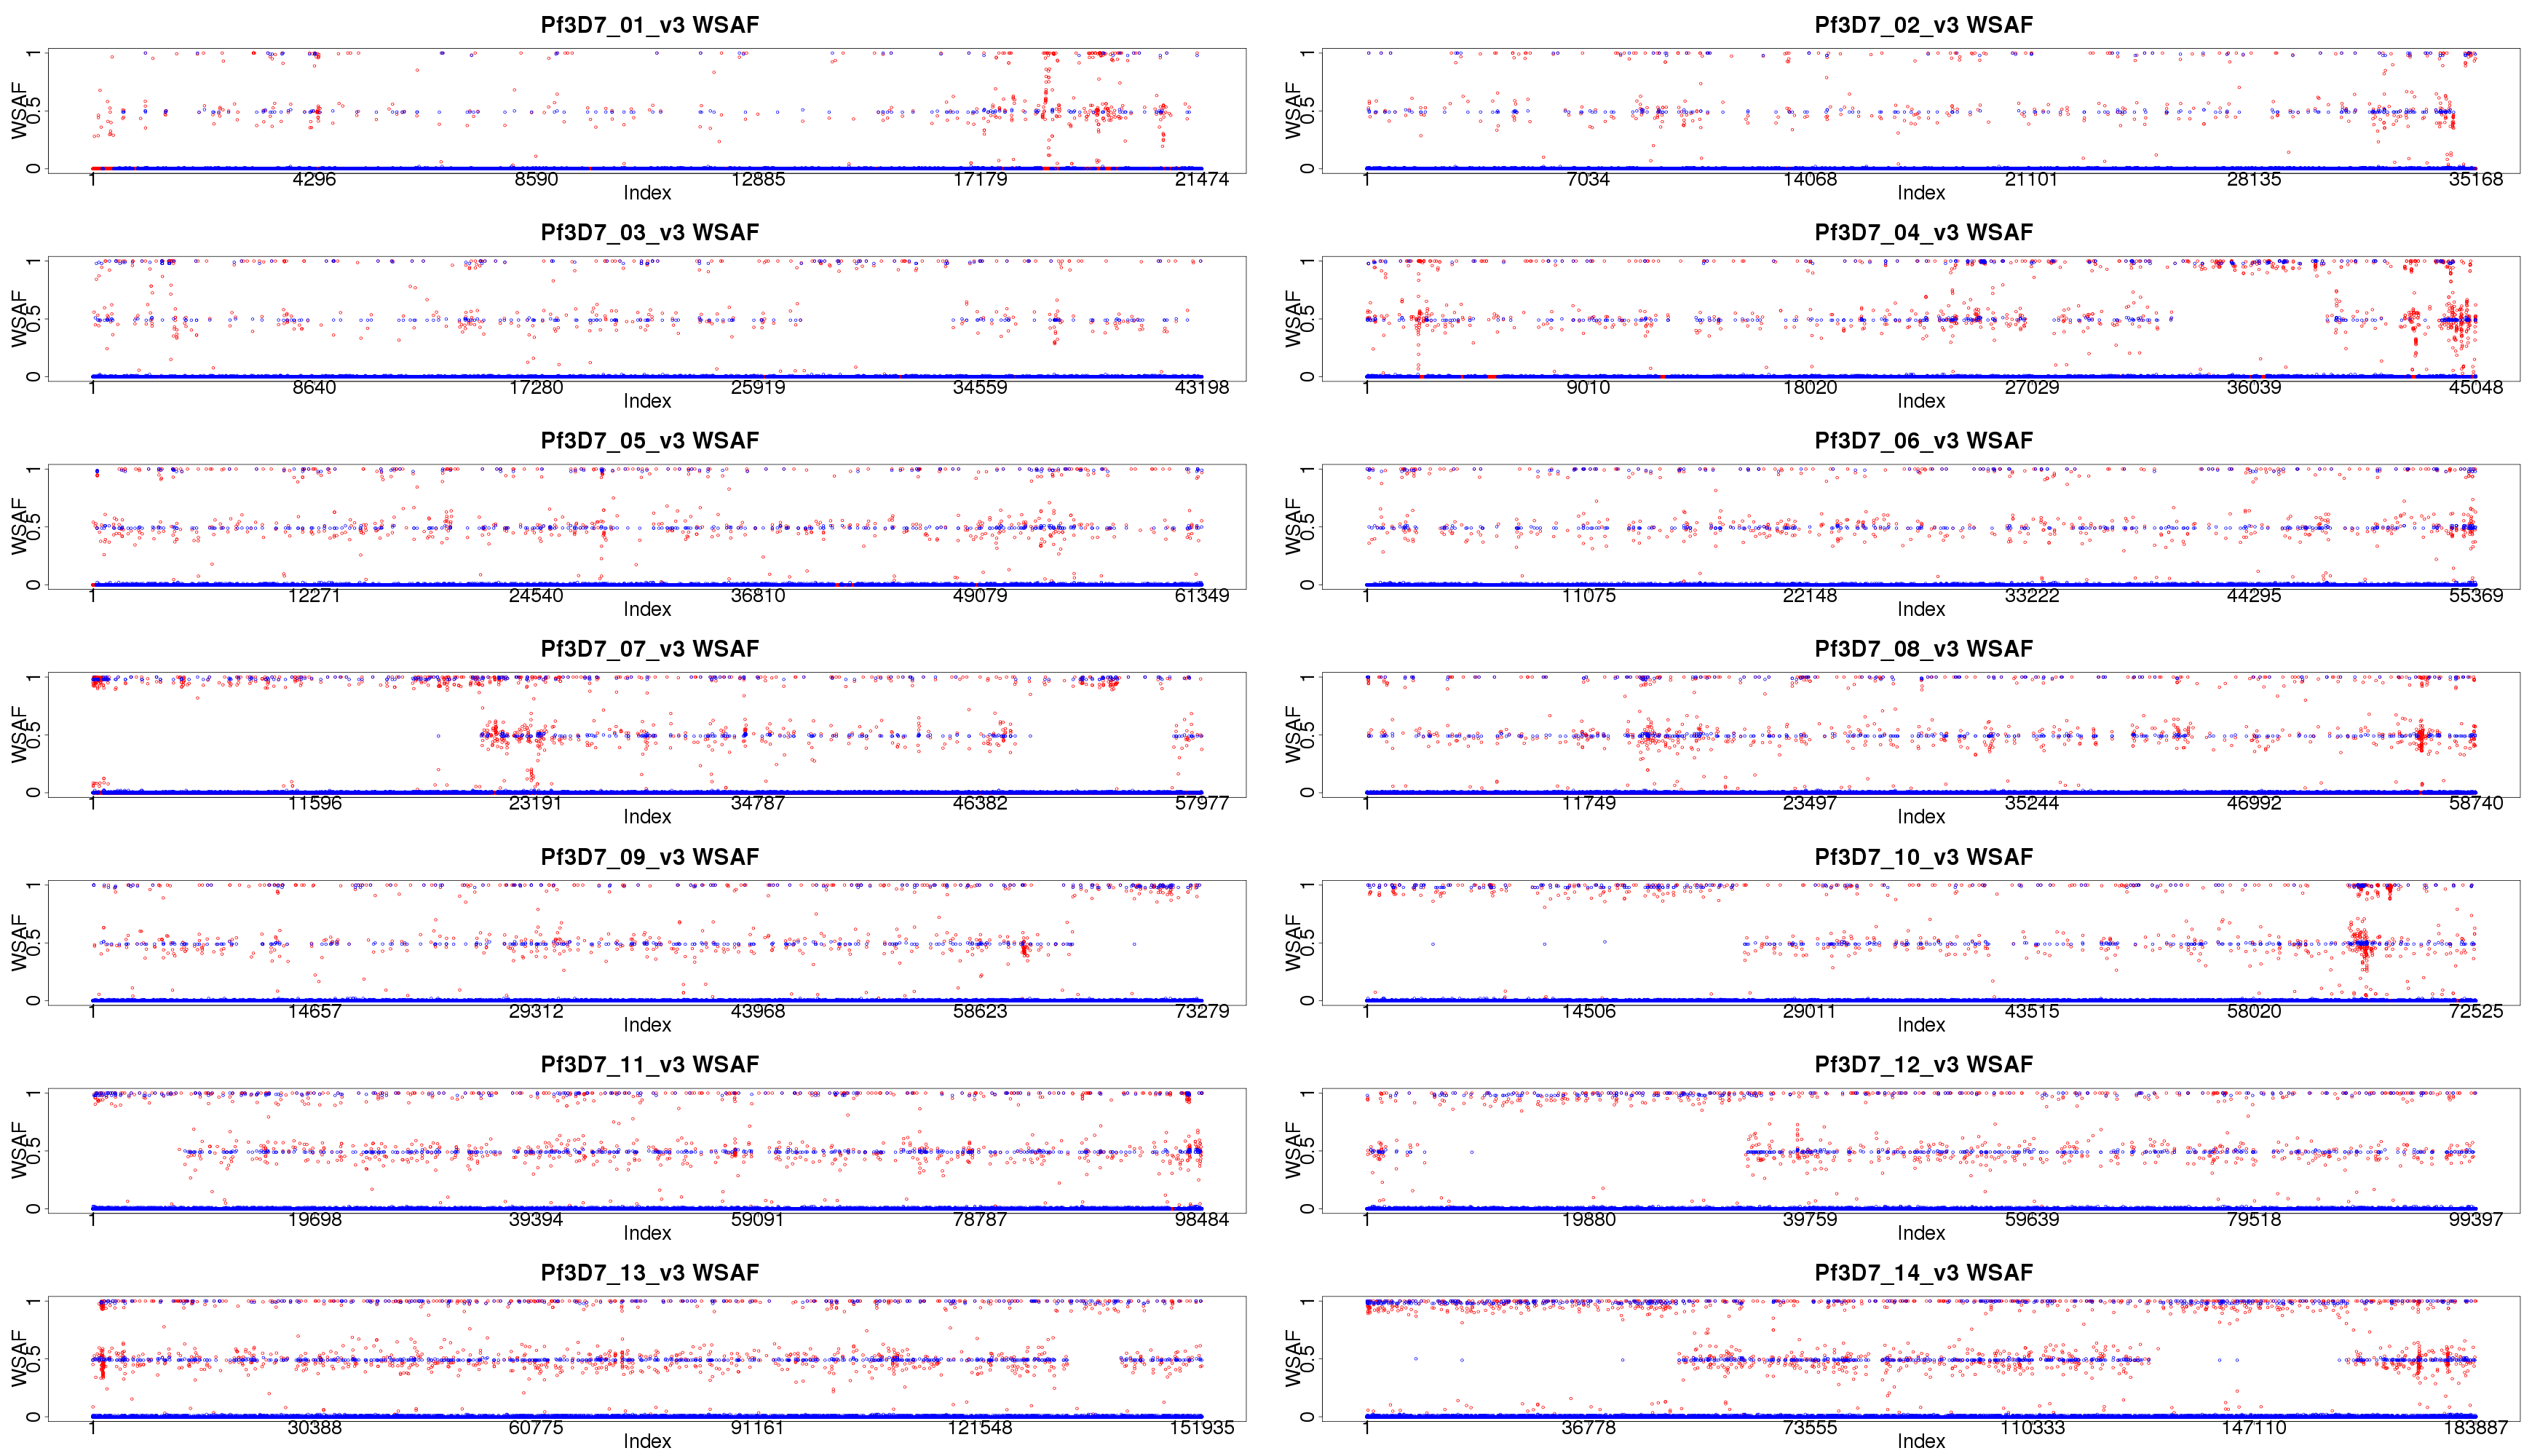 Pf3D7_01_v3 WSAF
WSAF
0 0.5 1
1 4296 8590 12885 17179 21474
Index
Pf3D7_02_v3 WSAF
WSAF
0 0.5 1
1 7034 14068 21101 28135 35168
Index
Pf3D7_03_v3 WSAF
WSAF
0 0.5 1
1 8640 17280 25919 34559 43198
Index
Pf3D7_04_v3 WSAF
WSAF
0 0.5 1
1 9010 18020 27029 36039 45048
Index
Pf3D7_05_v3 WSAF
WSAF
0 0.5 1
1 12271 24540 36810 49079 61349
Index
Pf3D7_06_v3 WSAF
WSAF
0 0.5 1
1 11075 22148 33222 44295 55369
Index
Pf3D7_07_v3 WSAF
WSAF
0 0.5 1
1 11596 23191 34787 46382 57977
Index
Pf3D7_08_v3 WSAF
WSAF
0 0.5 1
1 11749 23497 35244 46992 58740
Index
Pf3D7_09_v3 WSAF
WSAF
0 0.5 1
1 14657 29312 43968 58623 73279
Index
Pf3D7_10_v3 WSAF
WSAF
0 0.5 1
1 14506 29011 43515 58020 72525
Index
Pf3D7_11_v3 WSAF
WSAF
0 0.5 1
1 19698 39394 59091 78787 98484
Index
Pf3D7_12_v3 WSAF
WSAF
0 0.5 1
1 19880 39759 59639 79518 99397
Index
Pf3D7_13_v3 WSAF
WSAF
0 0.5 1
1 30388 60775 91161 121548 151935
Index
Pf3D7_14_v3 WSAF
WSAF
0 0.5 1
1 36778 73555 110333 147110 183887
Index